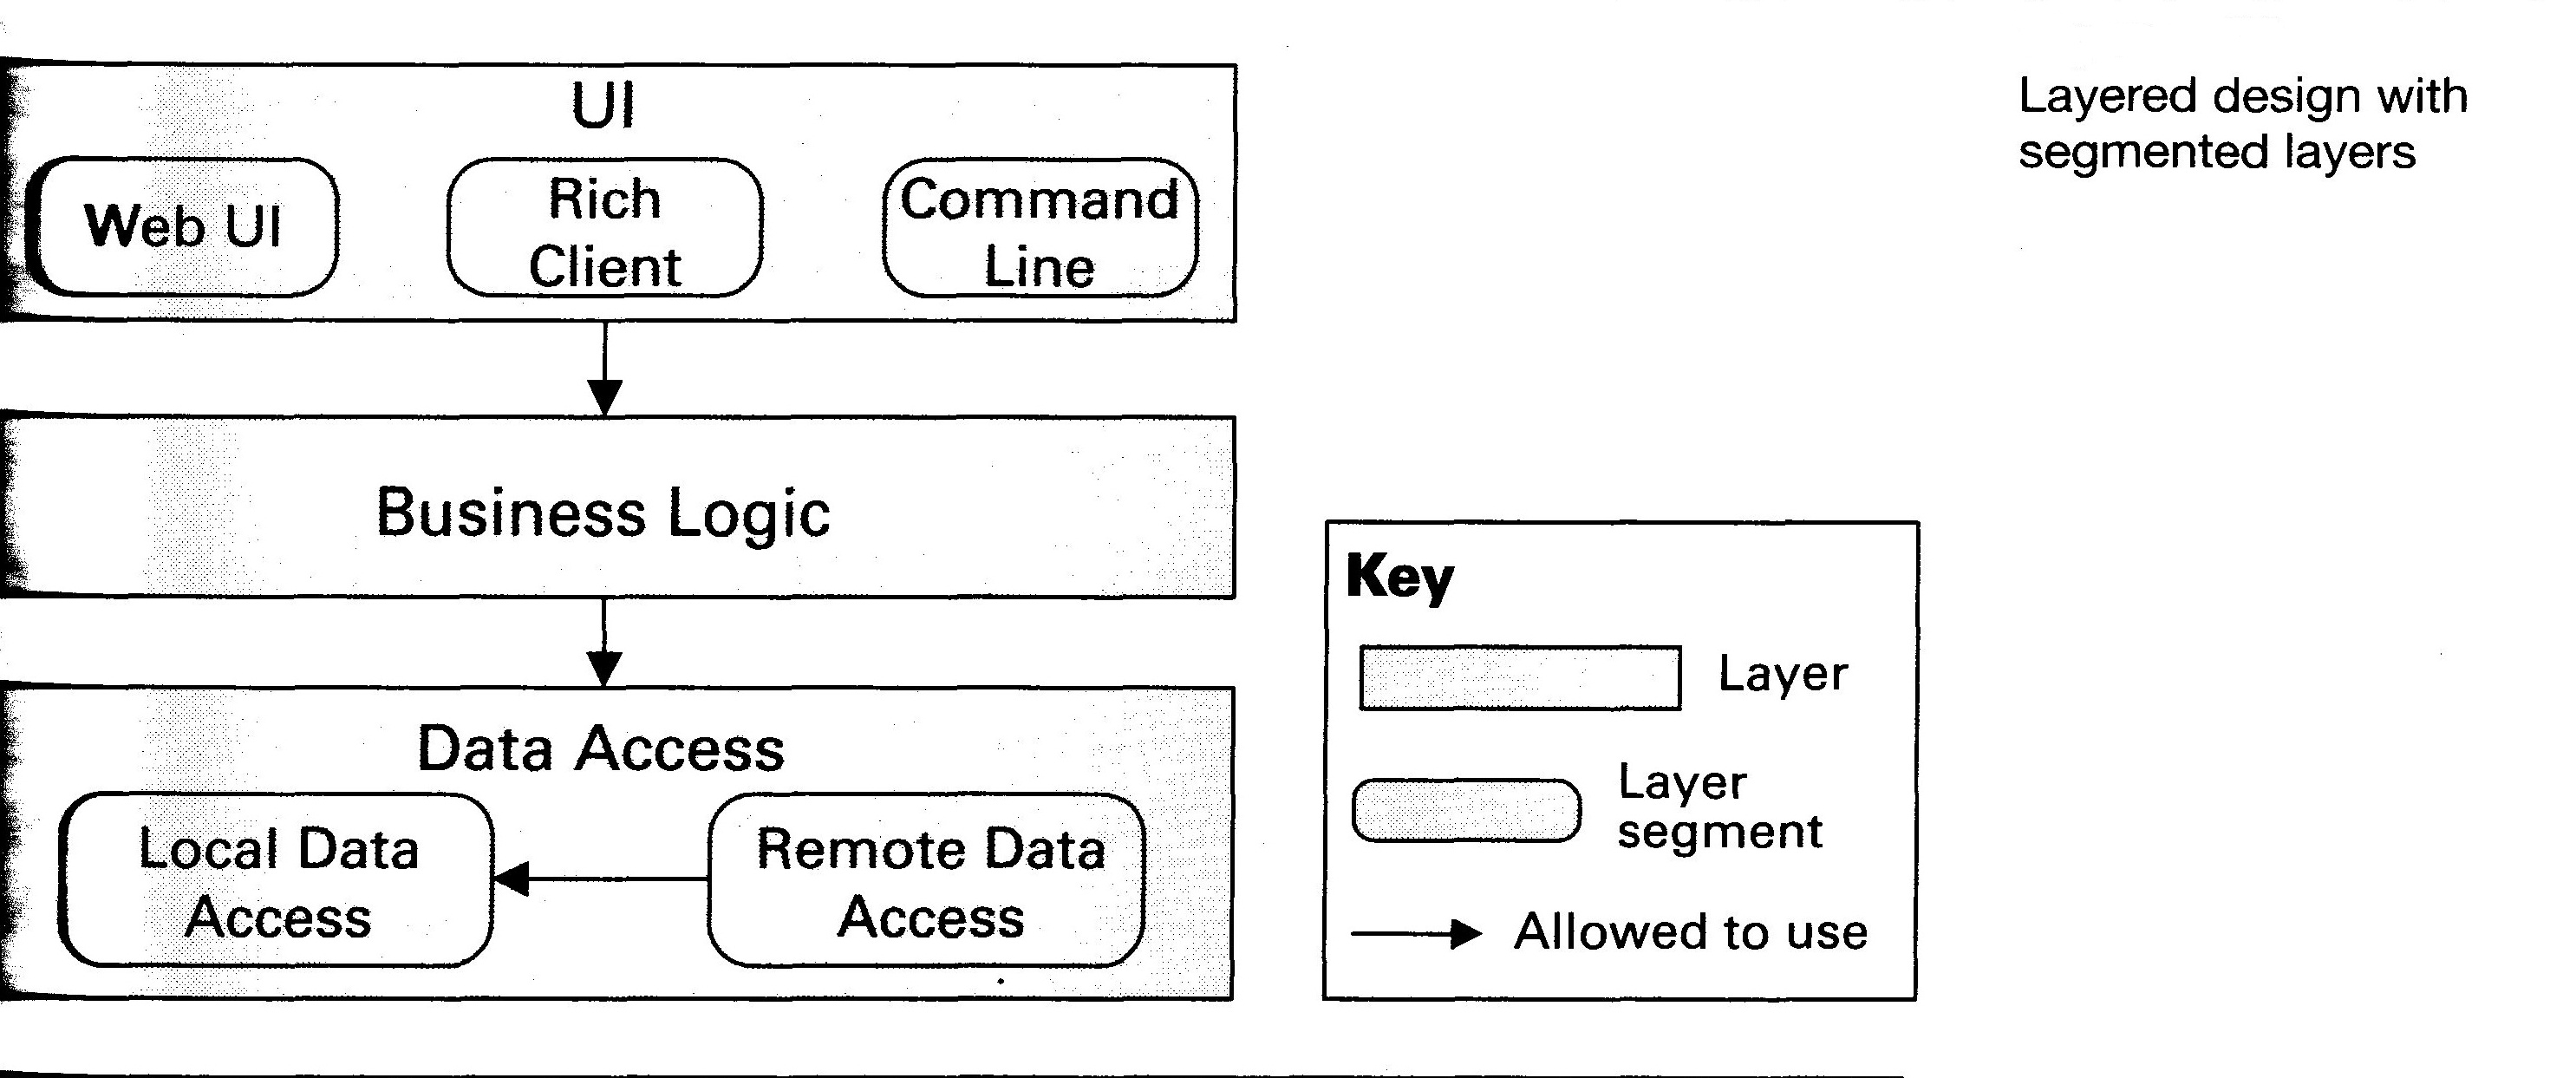 Layered design with
segmented layers
UI
Web UI
Rich
Client
Command
Line
Business Logic
Data Access
Local Data
Access
Remote Data
Access
Key
Layer
Layer
segment
Allowed to use